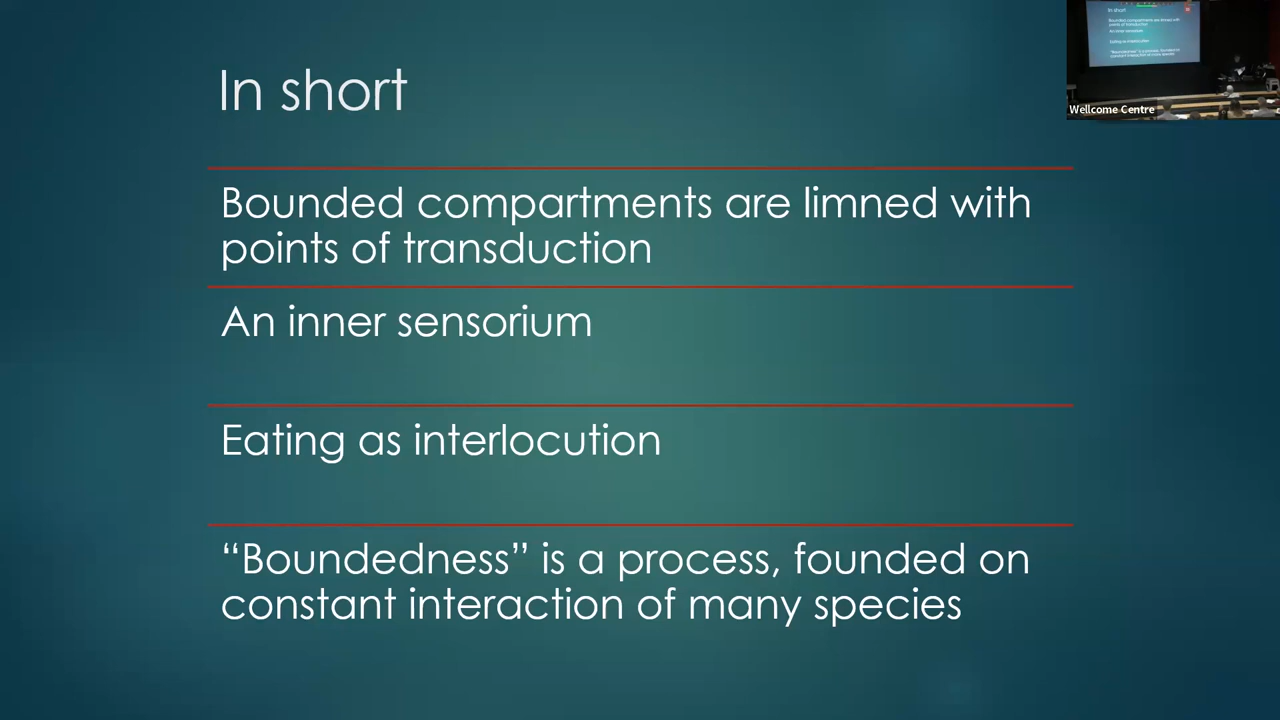 In short
Bounded compartments are limned with
points of transduction
An inner sensorium
Eating as interlocution
“Boundedness” is a process, founded on
constant interaction of many species
Wellcome Centre